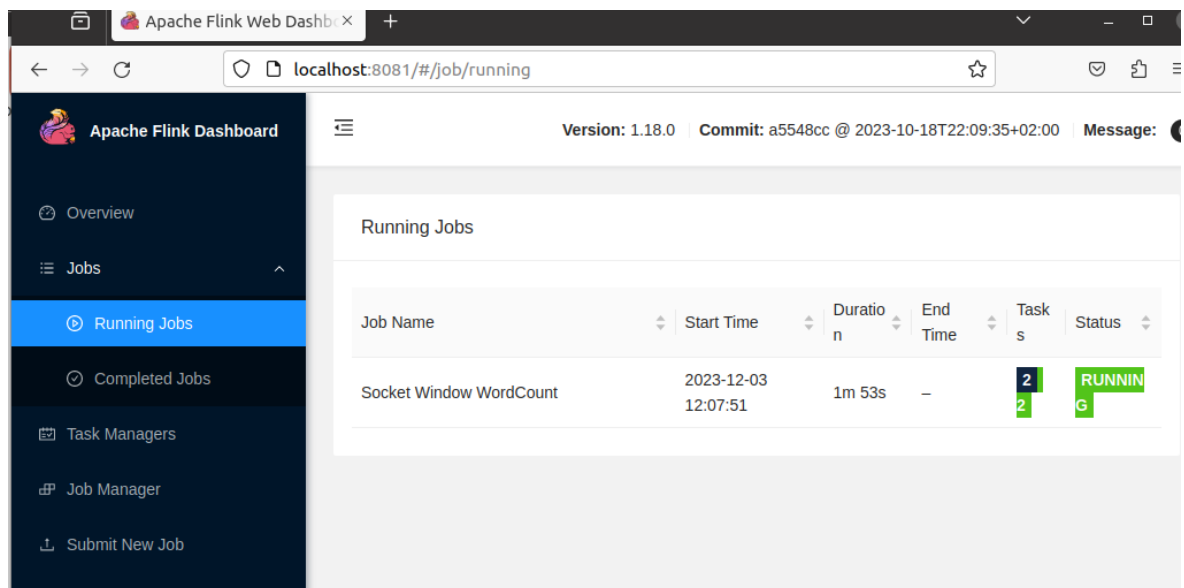 Apache Flink Web Dashbo
localhost:8081/#/job/running
Apache Flink Dashboard
Version: 1.18.0 Commit: a5548cc @ 2023-10-18T22:09:35+02:00 Message:
Overview
Jobs
Running Jobs
Completed Jobs
Task Managers
Job Manager
Submit New Job
Running Jobs
Job Name Start Time Duratio End Task Status
n Time s
Socket Window WordCount 2023-12-03 1m 53s – 2 RUNNIN
12:07:51 2 G